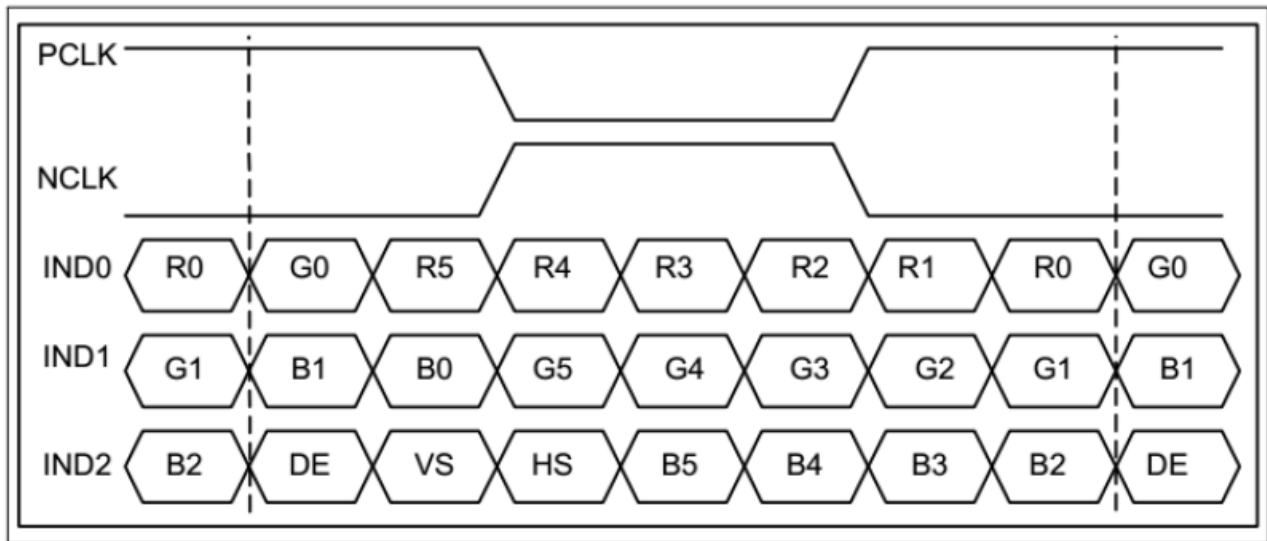 PCLK
NCLK
IND0 R0 G0 R5 R4 R3 R2 R1 R0 G0
IND1 G1 B1 B0 G5 G4 G3 G2 G1 B1
IND2 B2 DE VS HS B5 B4 B3 B2 DE